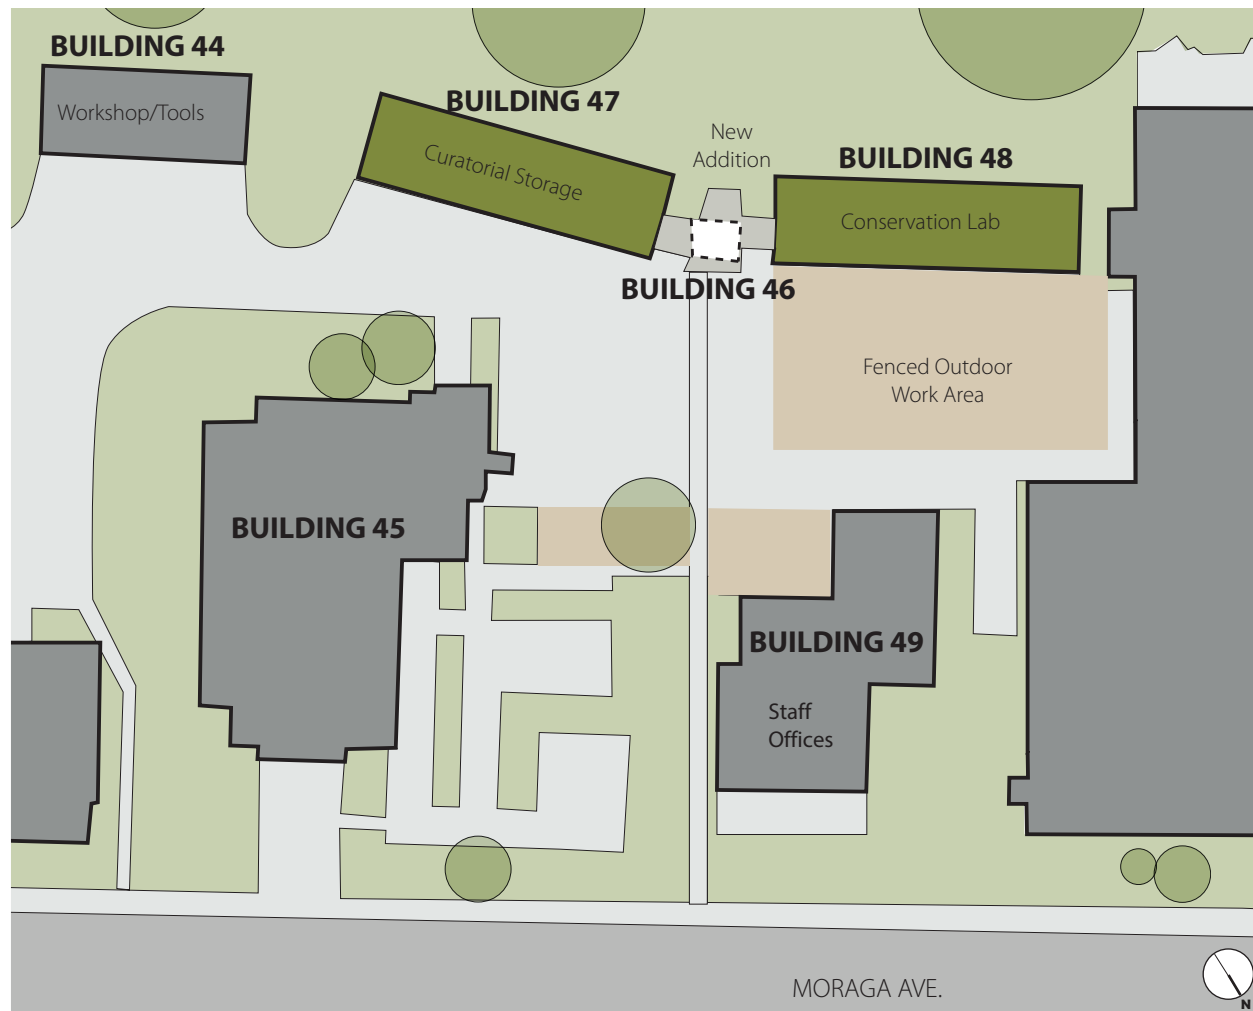 BUILDING 44
Workshop/Tools
BUILDING 47
Curatorial Storage
New
Addition
BUILDING 48
Conservation Lab
BUILDING 46
Fenced Outdoor
Work Area
BUILDING 45
BUILDING 49
Staff
Offices
MORAGA AVE.
N